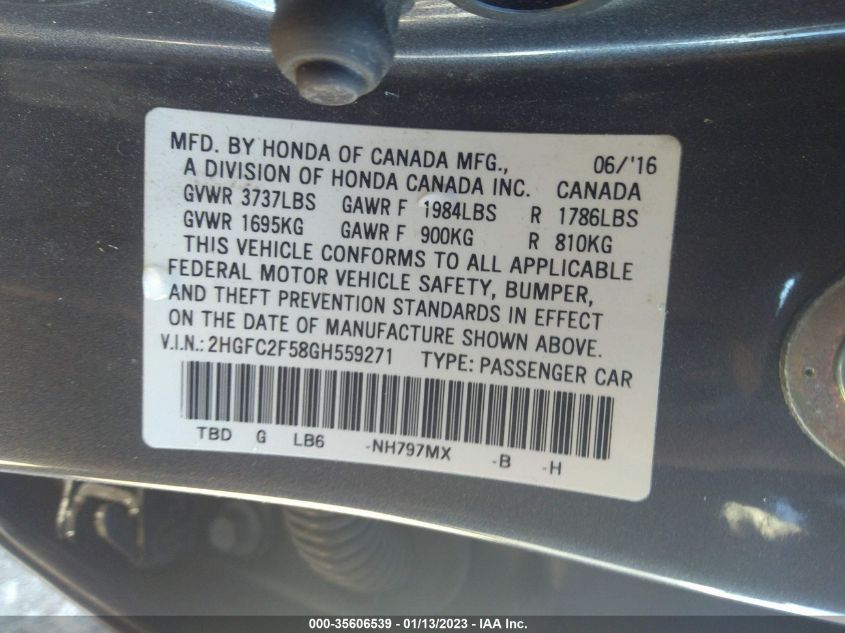 MFD. BY HONDA OF CANADA MFG., 06/'16
A DIVISION OF HONDA CANADA INC. CANADA
GVWR 3737LBS GAWR F 1984LBS R 1786LBS
GVWR 1695KG GAWR F 900KG R 810KG
THIS VEHICLE CONFORMS TO ALL APPLICABLE
FEDERAL MOTOR VEHICLE SAFETY, BUMPER,
AND THEFT PREVENTION STANDARDS IN EFFECT
ON THE DATE OF MANUFACTURE SHOWN ABOVE.
V.I.N.: 2HGFC2F58GH559271 TYPE: PASSENGER CAR
TBD G LB6 -NH797MX -B -H
000-35606539 — 01/13/2023 — IAA Inc.